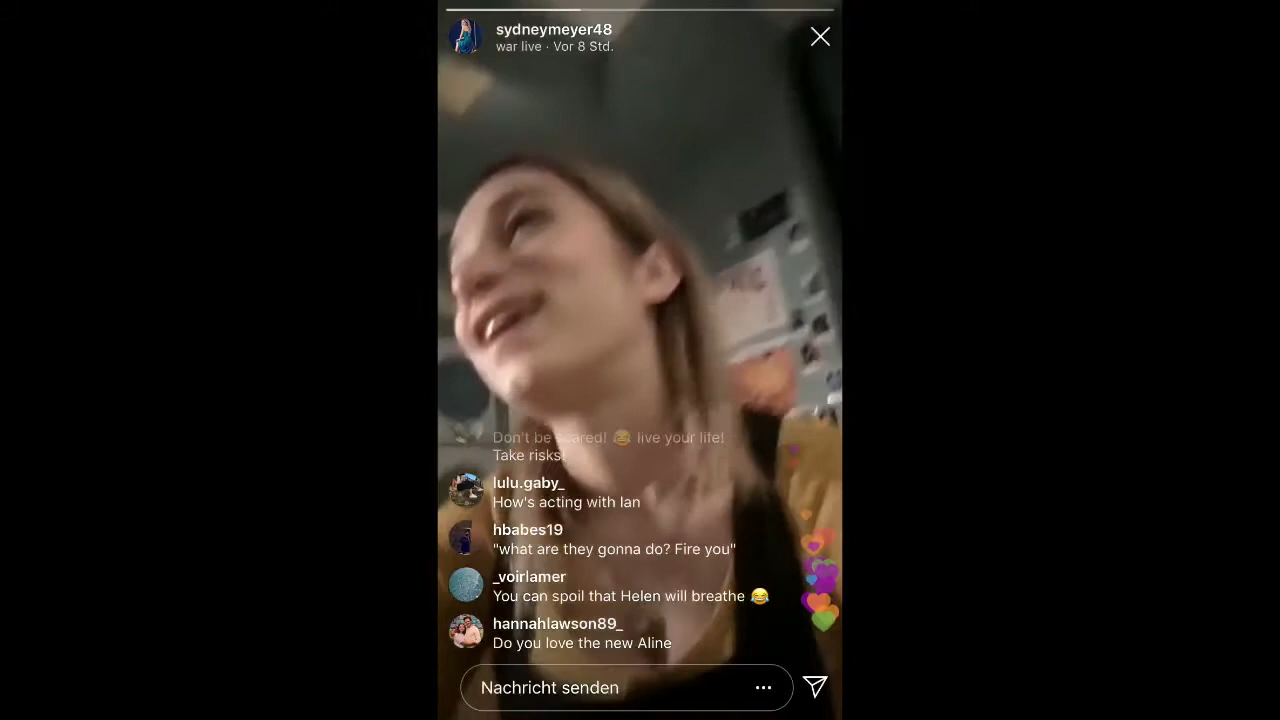 sydneymeyer48
war live · Vor 8 Std.
Don't be scared! 😂 live your life!
Take risks!
lulu.gaby_
How's acting with Ian
hbabes19
"what are they gonna do? Fire you"
_voirlamer
You can spoil that Helen will breathe 😂
hannahlawson89_
Do you love the new Aline
Nachricht senden